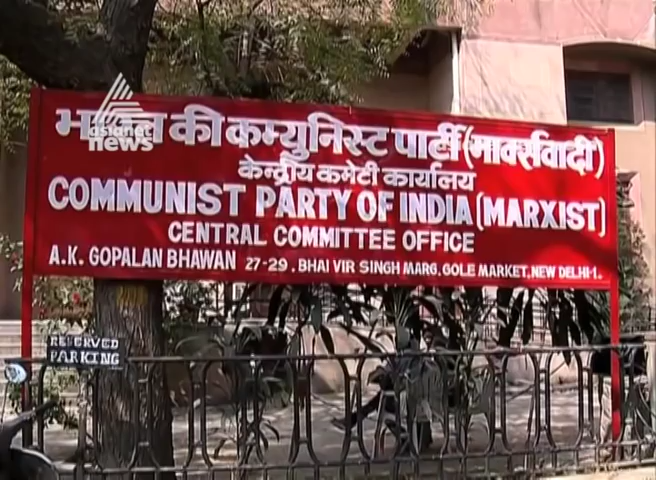 भारत की कम्युनिस्ट पार्टी (मार्क्सवादी)
asianet
news
केन्द्रीय कमेटी कार्यालय
COMMUNIST PARTY OF INDIA (MARXIST)
CENTRAL COMMITTEE OFFICE
A.K. GOPALAN BHAWAN 27-29, BHAI VIR SINGH MARG, GOLE MARKET, NEW DELHI-1.
RESERVED
PARKING